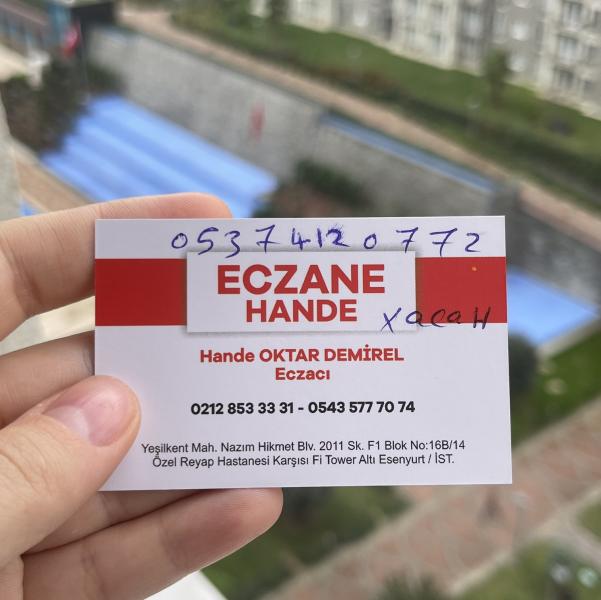 05374120772
ECZANE
HANDE
Хасан
Hande OKTAR DEMİREL
Eczacı
0212 853 33 31 - 0543 577 70 74
Yeşilkent Mah. Nazım Hikmet Blv. 2011 Sk. F1 Blok No:16B/14
Özel Reyap Hastanesi Karşısı Fi Tower Altı Esenyurt / İST.